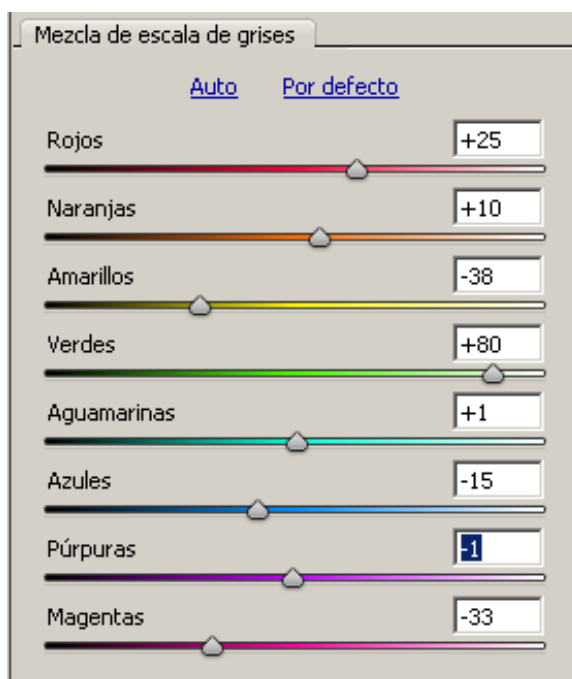 Mezcla de escala de grises
Auto Por defecto
Rojos +25
Naranjas +10
Amarillos -38
Verdes +80
Aguamarinas +1
Azules -15
Púrpuras -1
Magentas -33